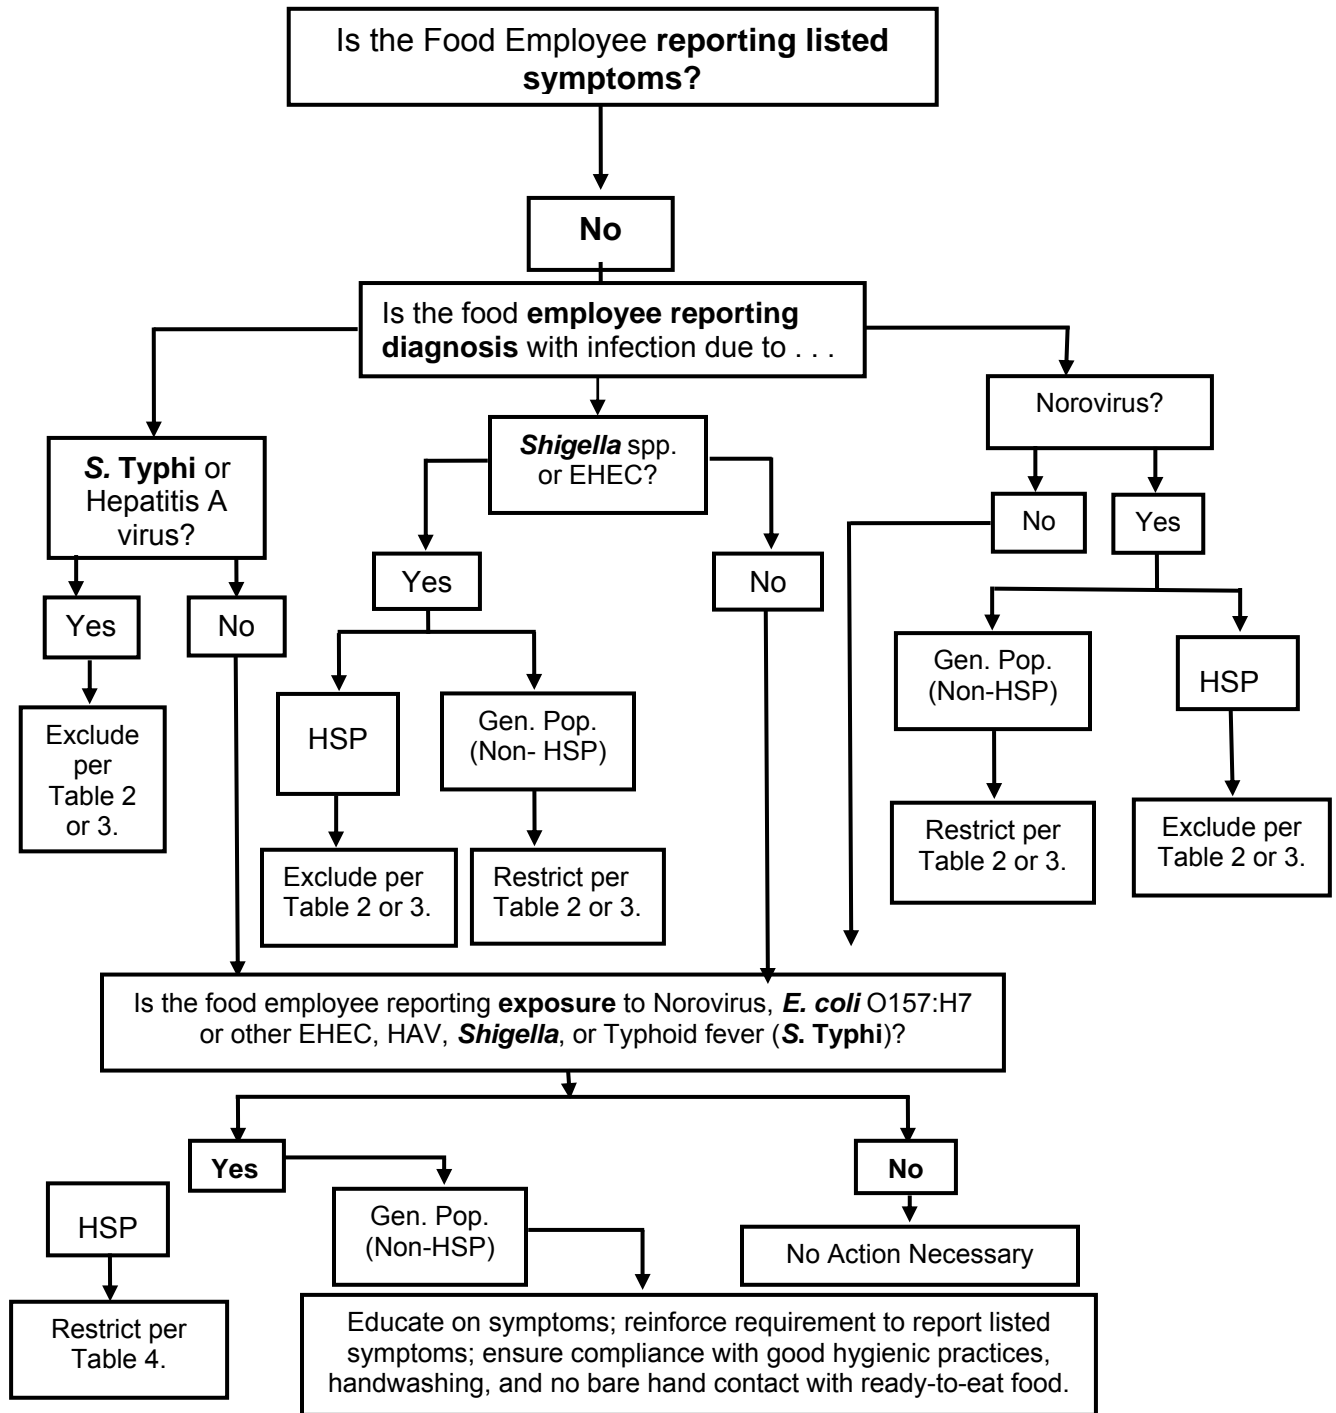 Is the Food Employee reporting listed
symptoms?
No
Is the food employee reporting
diagnosis with infection due to . . .
S. Typhi or
Hepatitis A
virus?
Yes
No
Exclude
per
Table 2
or 3.
Shigella spp.
or EHEC?
Yes
No
HSP
Gen. Pop.
(Non- HSP)
Exclude per
Table 2 or 3.
Restrict per
Table 2 or 3.
Norovirus?
No
Yes
Gen. Pop.
(Non-HSP)
HSP
Restrict per
Table 2 or 3.
Exclude per
Table 2 or 3.
Is the food employee reporting exposure to Norovirus, E. coli O157:H7
or other EHEC, HAV, Shigella, or Typhoid fever (S. Typhi)?
Yes
No
HSP
Gen. Pop.
(Non-HSP)
No Action Necessary
Restrict per
Table 4.
Educate on symptoms; reinforce requirement to report listed
symptoms; ensure compliance with good hygienic practices,
handwashing, and no bare hand contact with ready-to-eat food.